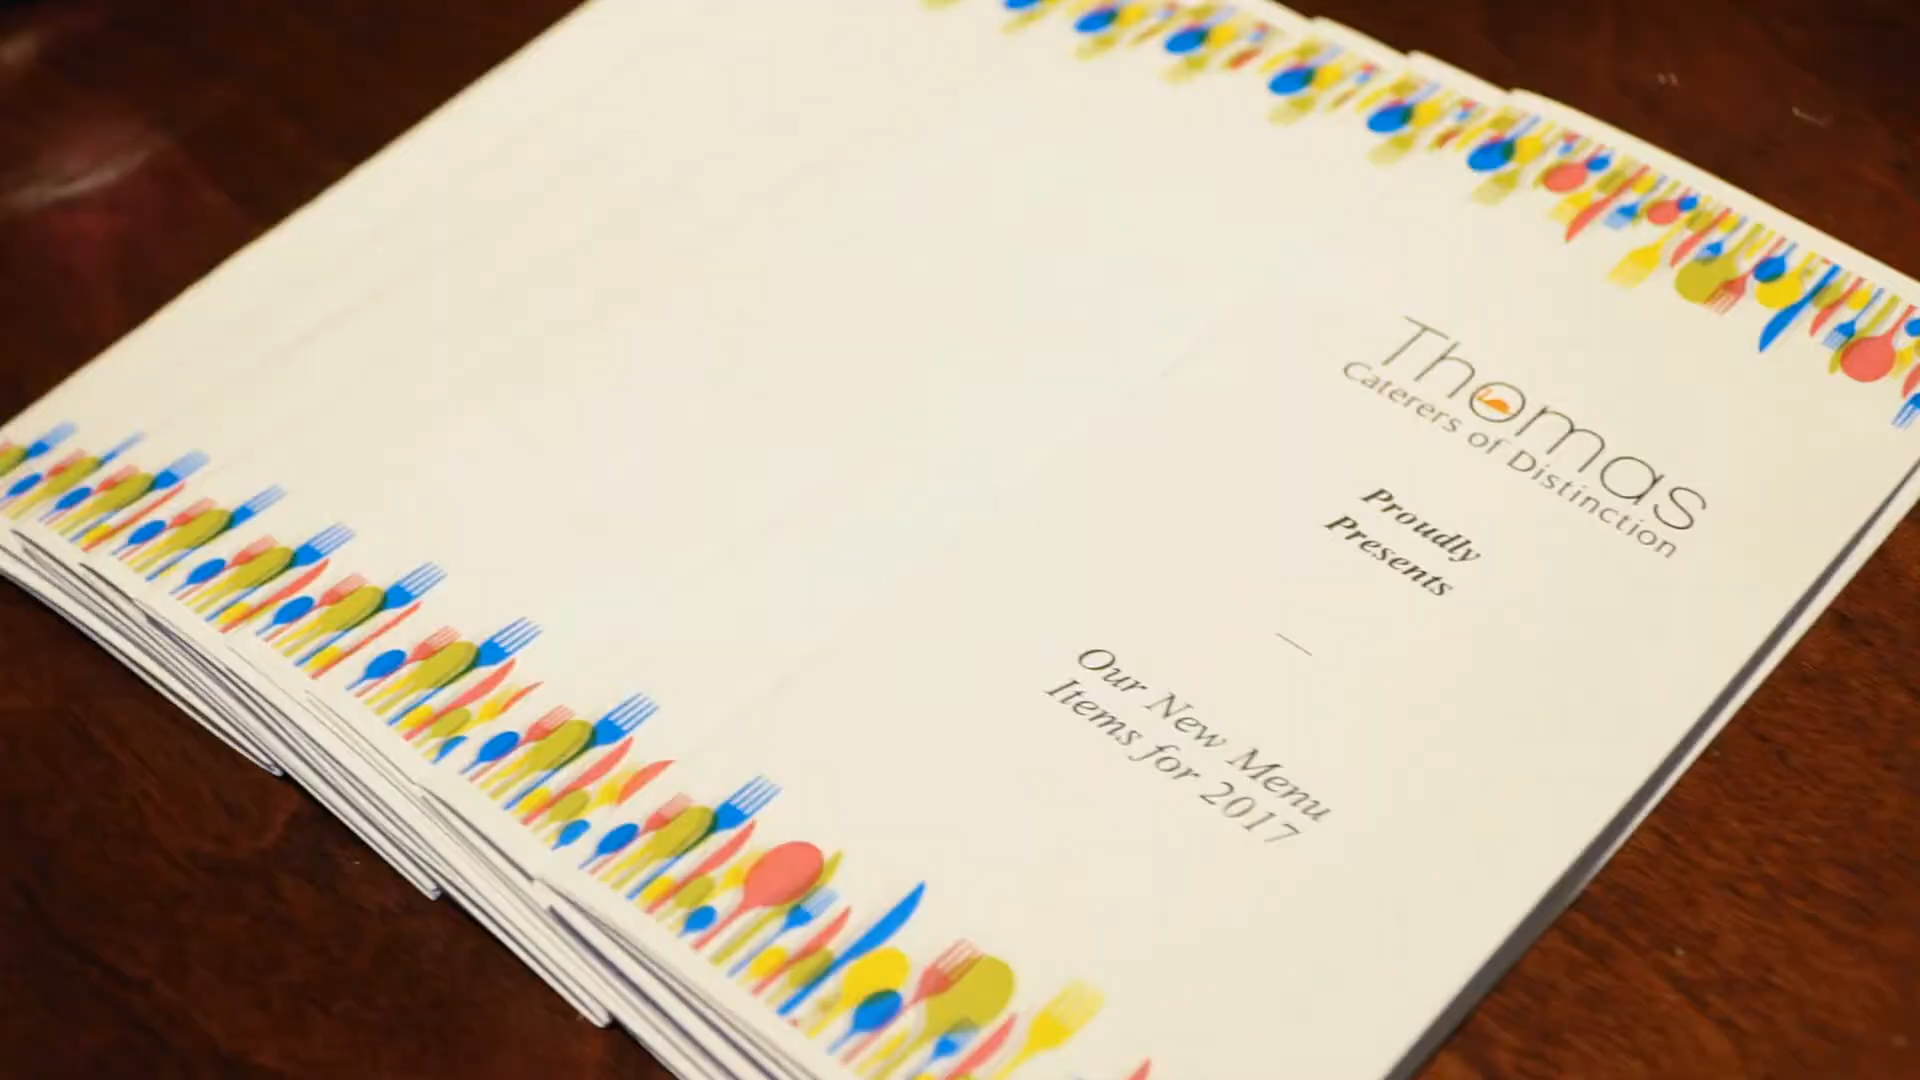 Thomas
Caterers of Distinction
Proudly
Presents
Our New Menu
Items for 2017